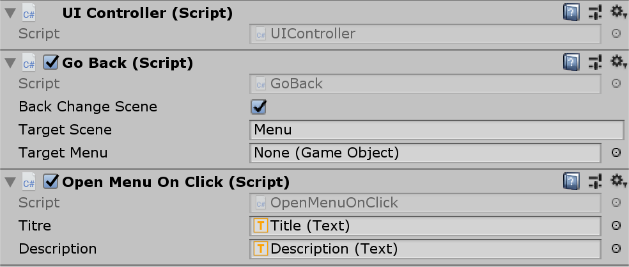 UI Controller (Script)
Script UIController
Go Back (Script)
Script GoBack
Back Change Scene
Target Scene Menu
Target Menu None (Game Object)
Open Menu On Click (Script)
Script OpenMenuOnClick
Titre Title (Text)
Description Description (Text)